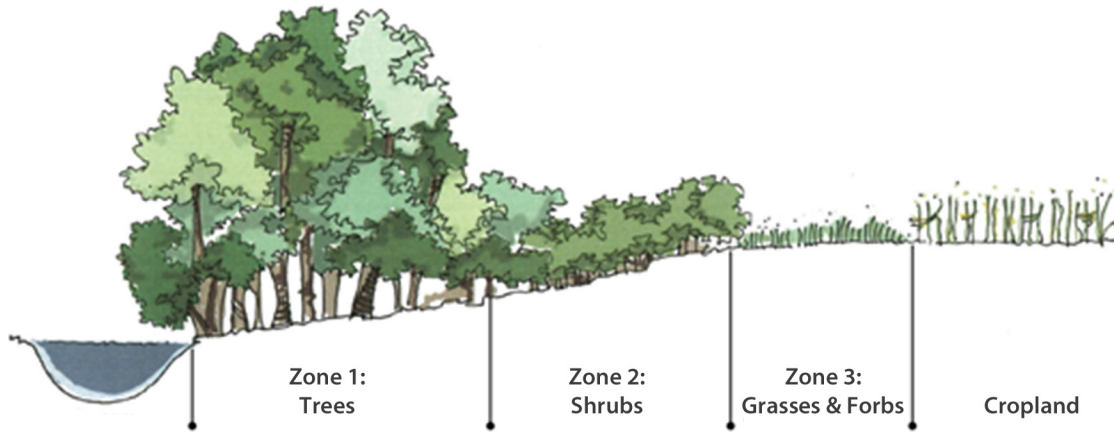 Zone 1:
Trees
Zone 2:
Shrubs
Zone 3:
Grasses & Forbs
Cropland